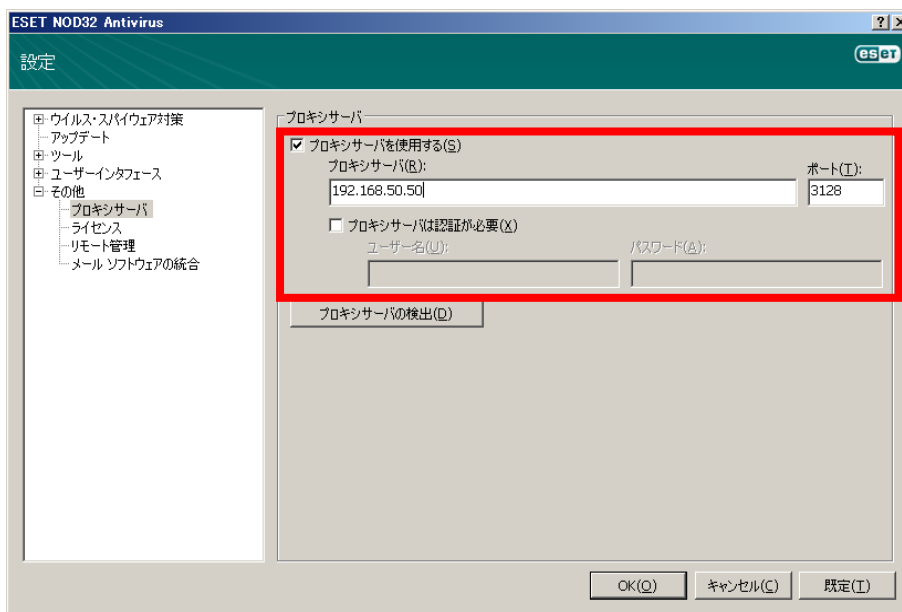 ESET NOD32 Antivirus
設定
eset
ウイルス・スパイウェア対策
アップデート
ツール
ユーザーインタフェース
その他
プロキシサーバ
ライセンス
リモート管理
メール ソフトウェアの統合
プロキシサーバ
プロキシサーバを使用する(S)
プロキシサーバ(R): ポート(T):
192.168.50.50 3128
プロキシサーバは認証が必要(X)
ユーザー名(U): パスワード(A):
プロキシサーバの検出(D)
OK(O) キャンセル(C) 既定(T)